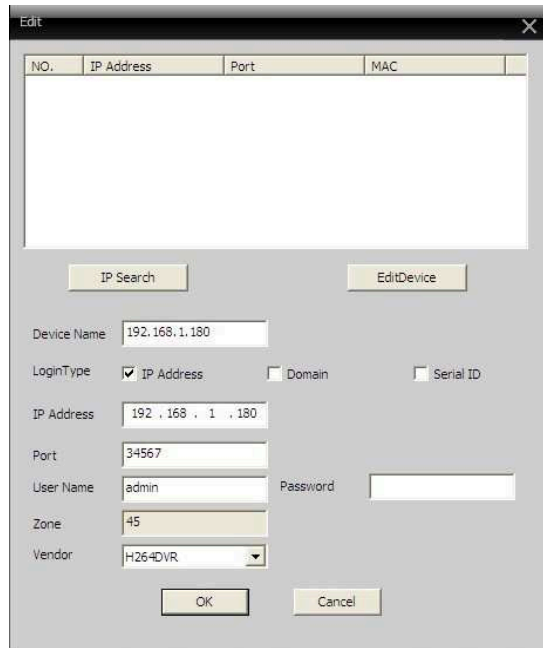 Edit
NO. IP Address Port MAC
IP Search EditDevice
Device Name 192.168.1.180
LoginType IP Address Domain Serial ID
IP Address 192 . 168 . 1 . 180
Port 34567
User Name admin Password
Zone 45
Vendor H264DVR
OK Cancel